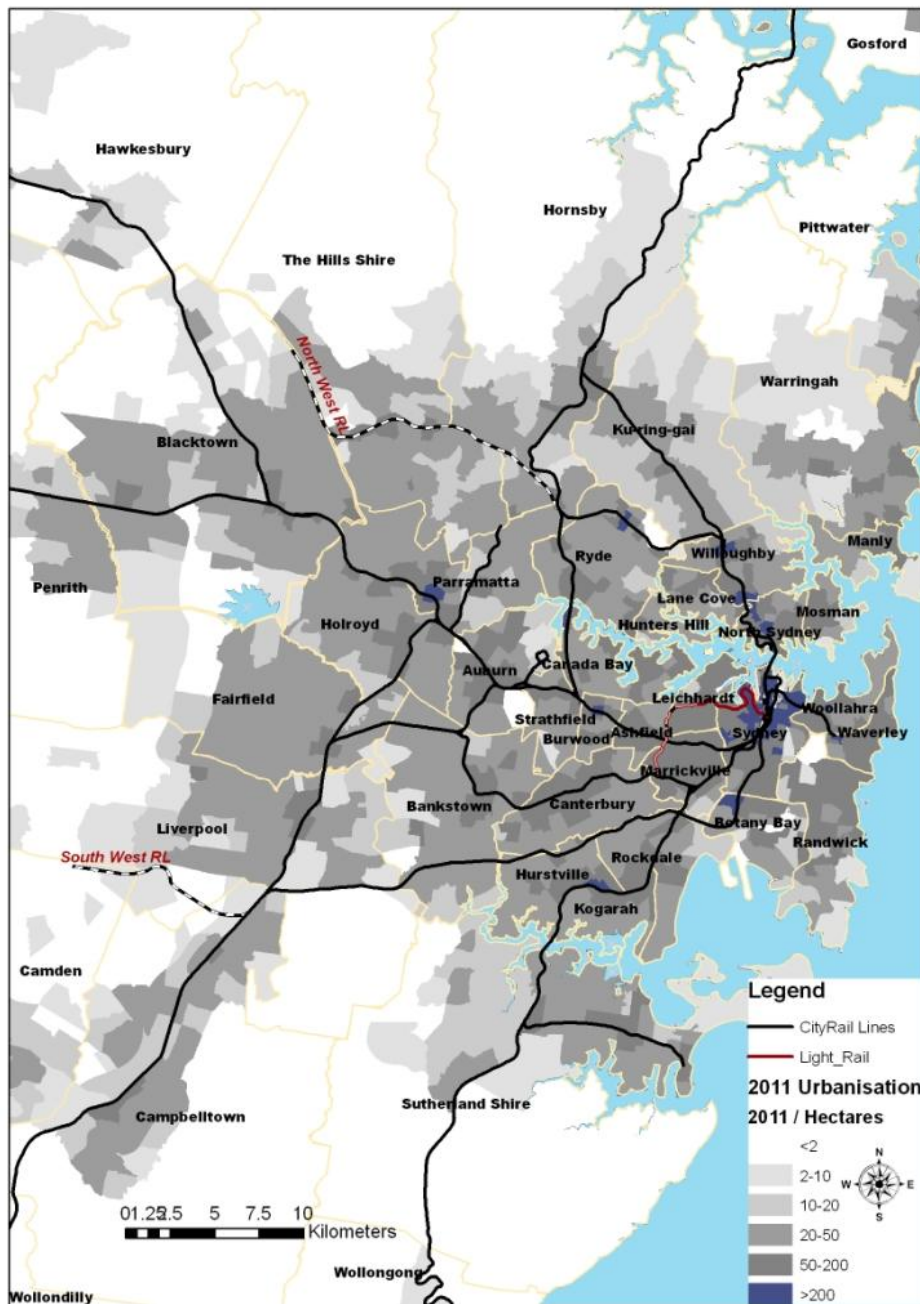 Gosford
Hawkesbury
Hornsby
Pittwater
The Hills Shire
North West RL
Warringah
Ku-ring-gai
Blacktown
Manly
Willoughby
Ryde
Penrith
Parramatta
Lane Cove
Mosman
Holroyd
Hunters Hill
North Sydney
Auburn
Canada Bay
Fairfield
Leichhardt
Woollahra
Strathfield
Ashfield
Sydney
Waverley
Burwood
Marrickville
Bankstown
Canterbury
Botany Bay
Liverpool
Randwick
South West RL
Rockdale
Hurstville
Kogarah
Camden
Legend
CityRail Lines
Light_Rail
2011 Urbanisation
2011 / Hectares
<2
2-10
10-20
20-50
50-200
>200
N
W
E
S
Sutherland Shire
Campbelltown
01.252.5 5 7.5 10
Kilometers
Wollongong
Wollondilly